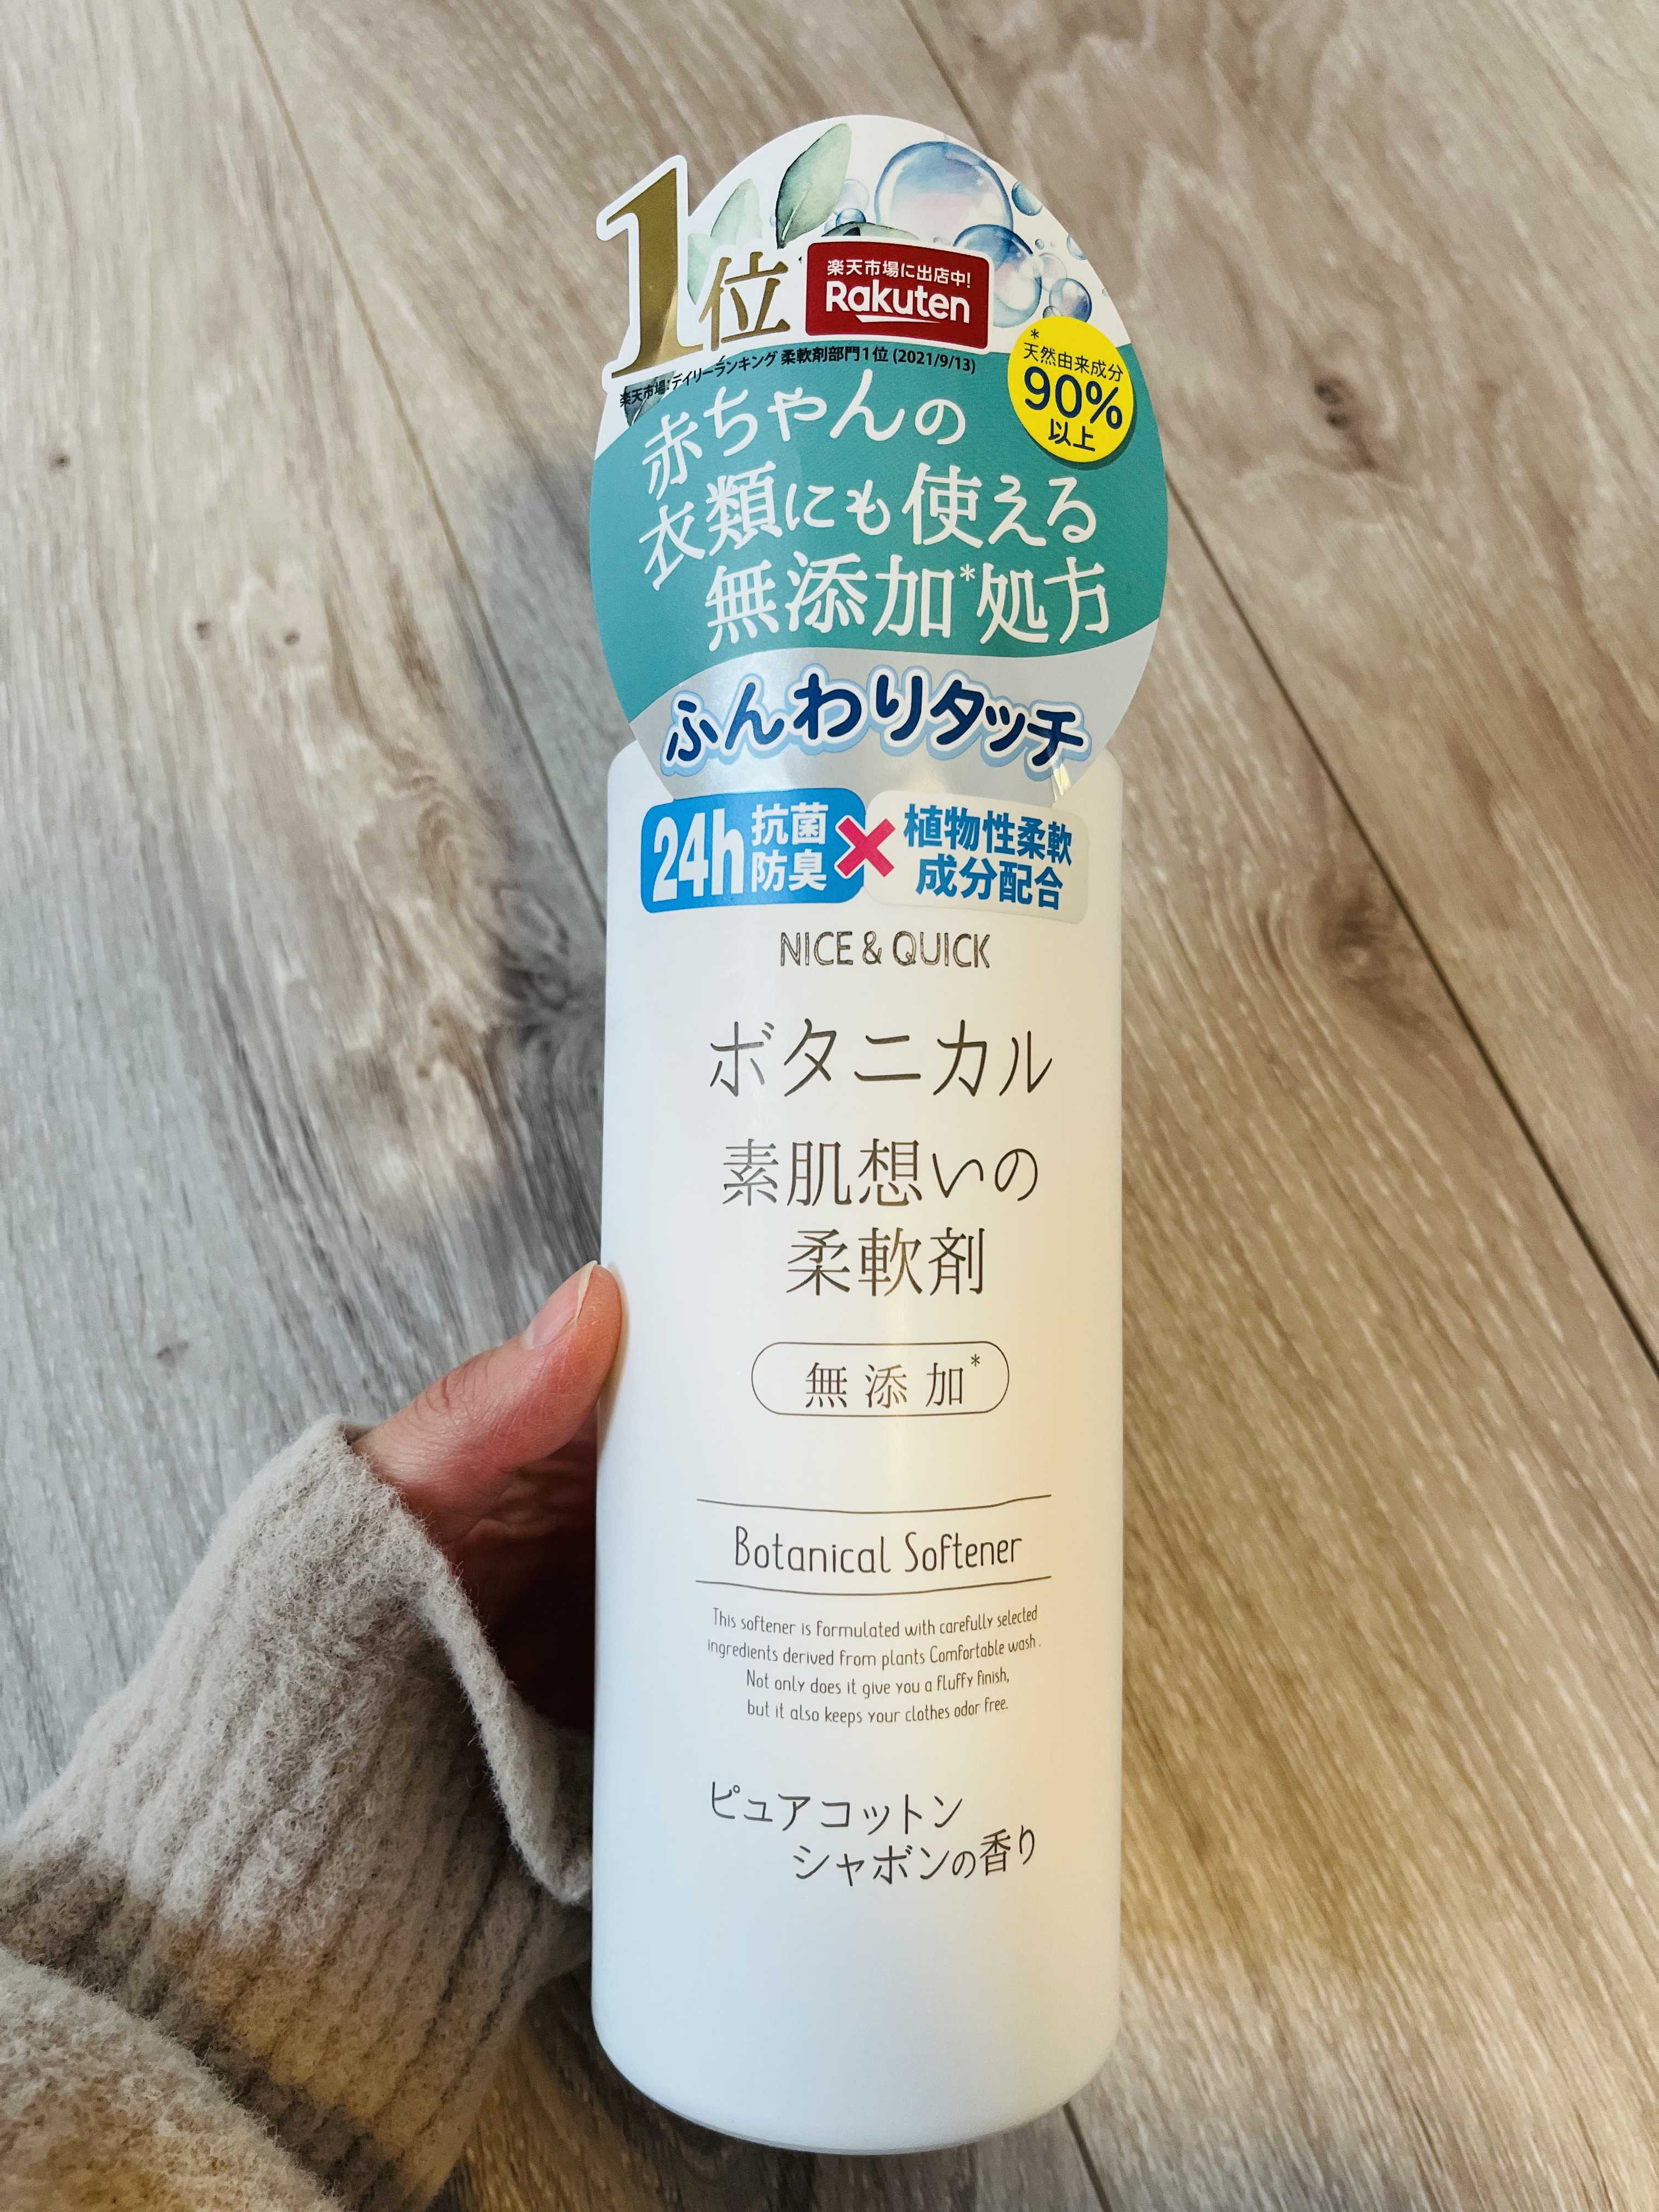 1位
楽天市場に出店中!
Rakuten
楽天市場:デイリーランキング 柔軟剤部門1位 (2021/9/13)
*
天然由来成分
90%
以上
赤ちゃんの
衣類にも使える
無添加*処方
ふんわりタッチ
24h抗菌
防臭
×
植物性柔軟
成分配合
NICE & QUICK
ボタニカル
素肌想いの
柔軟剤
無添加*
Botanical Softener
This softener is formulated with carefully selected
ingredients derived from plants Comfortable wash.
Not only does it give you a fluffy finish,
but it also keeps your clothes odor free.
ピュアコットン
シャボンの香り